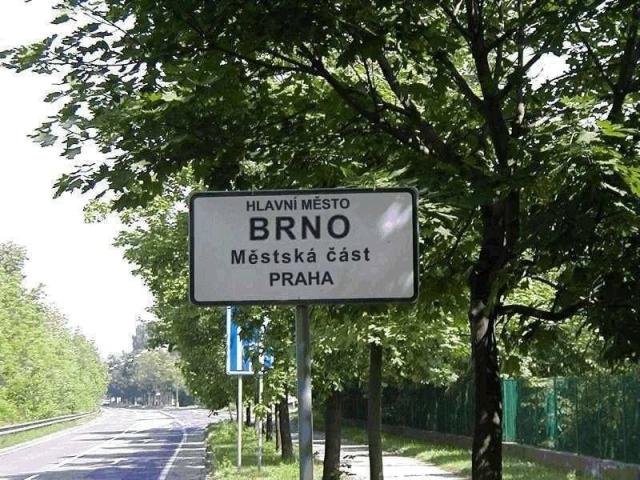 HLAVNÍ MĚSTO
BRNO
Městská část
PRAHA